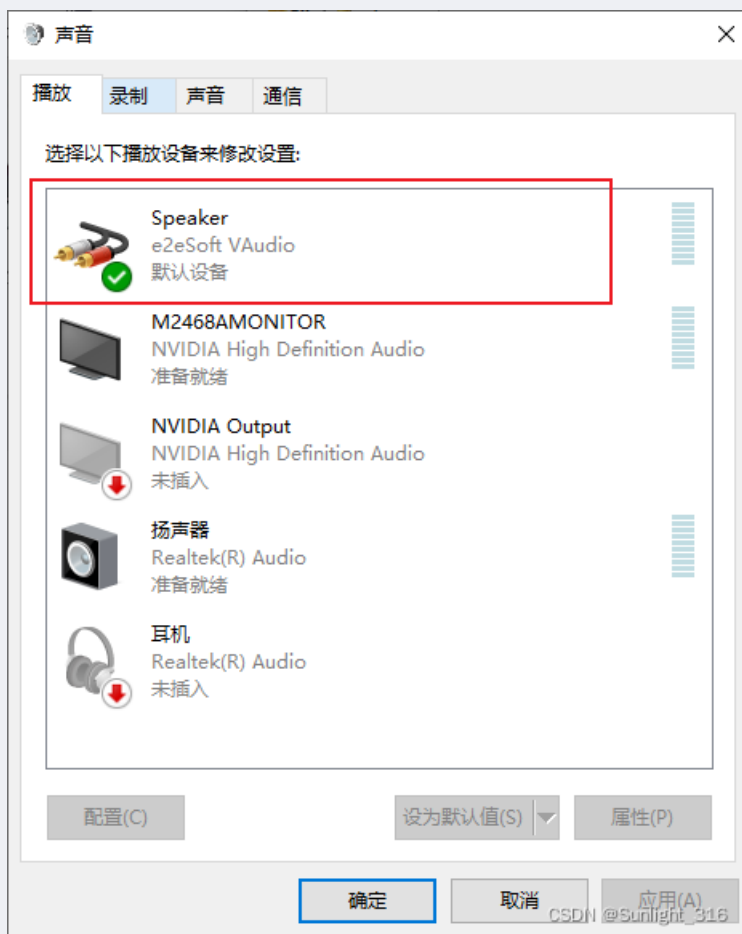 声音
播放 录制 声音 通信
选择以下播放设备来修改设置:
Speaker
e2eSoft VAudio
默认设备
M2468AMONITOR
NVIDIA High Definition Audio
准备就绪
NVIDIA Output
NVIDIA High Definition Audio
未插入
扬声器
Realtek(R) Audio
准备就绪
耳机
Realtek(R) Audio
未插入
配置(C) 设为默认值(S) 属性(P)
确定 取消 应用(A)
CSDN @Sunlight_316